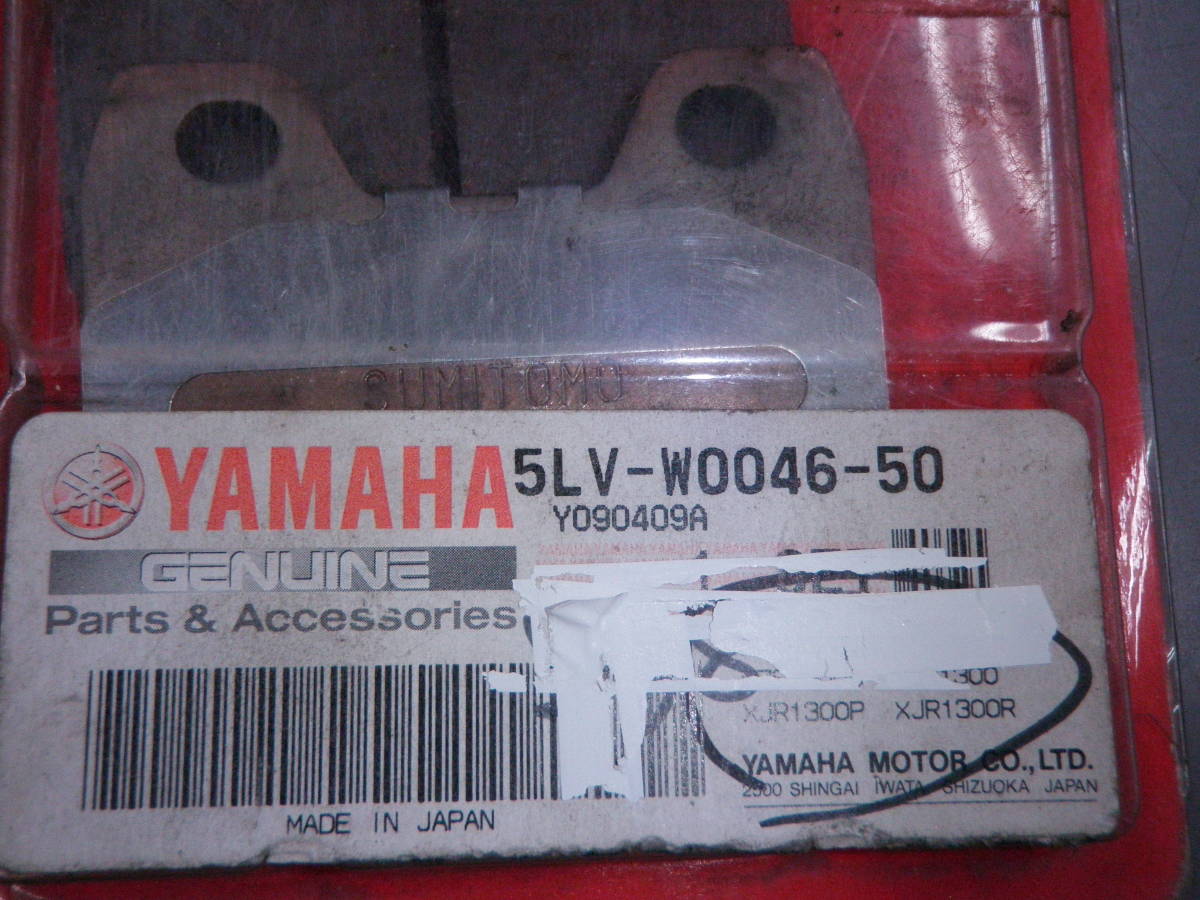 SUMITOMO
YAMAHA 5LV-W0046-50
Y090409A
GENUINE
Parts & Accessories
1300
XJR1300P XJR1300R
YAMAHA MOTOR CO.,LTD.
2500 SHINGAI IWATA SHIZUOKA JAPAN
MADE IN JAPAN